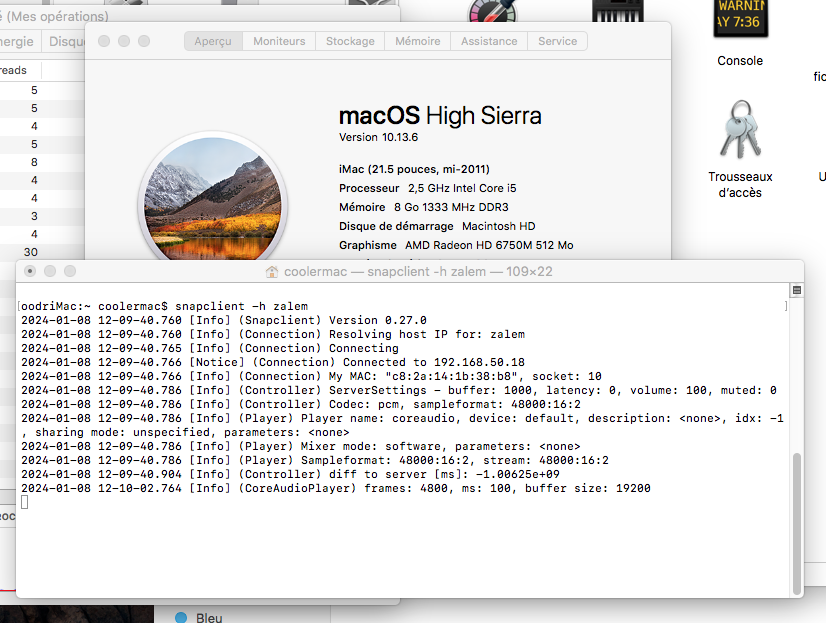 (Mes opérations)
nergie
Disqu
reads
5
5
4
5
8
4
4
3
4
30
Aperçu
Moniteurs
Stockage
Mémoire
Assistance
Service
macOS High Sierra
Version 10.13.6
iMac (21.5 pouces, mi-2011)
Processeur 2,5 GHz Intel Core i5
Mémoire 8 Go 1333 MHz DDR3
Disque de démarrage Macintosh HD
Graphisme AMD Radeon HD 6750M 512 Mo
WARNIN
AY 7:36
Console
fic
Trousseaux
d'accès
U
coolermac — snapclient -h zalem — 109×22
[oodriMac:~ coolermac$ snapclient -h zalem ]
2024-01-08 12-09-40.760 [Info] (Snapclient) Version 0.27.0
2024-01-08 12-09-40.760 [Info] (Connection) Resolving host IP for: zalem
2024-01-08 12-09-40.765 [Info] (Connection) Connecting
2024-01-08 12-09-40.766 [Notice] (Connection) Connected to 192.168.50.18
2024-01-08 12-09-40.766 [Info] (Connection) My MAC: "c8:2a:14:1b:38:b8", socket: 10
2024-01-08 12-09-40.786 [Info] (Controller) ServerSettings - buffer: 1000, latency: 0, volume: 100, muted: 0
2024-01-08 12-09-40.786 [Info] (Controller) Codec: pcm, sampleformat: 48000:16:2
2024-01-08 12-09-40.786 [Info] (Player) Player name: coreaudio, device: default, description: <none>, idx: -1
, sharing mode: unspecified, parameters: <none>
2024-01-08 12-09-40.786 [Info] (Player) Mixer mode: software, parameters: <none>
2024-01-08 12-09-40.786 [Info] (Player) Sampleformat: 48000:16:2, stream: 48000:16:2
2024-01-08 12-09-40.904 [Info] (Controller) diff to server [ms]: -1.00625e+09
2024-01-08 12-10-02.764 [Info] (CoreAudioPlayer) frames: 4800, ms: 100, buffer size: 19200
Bleu